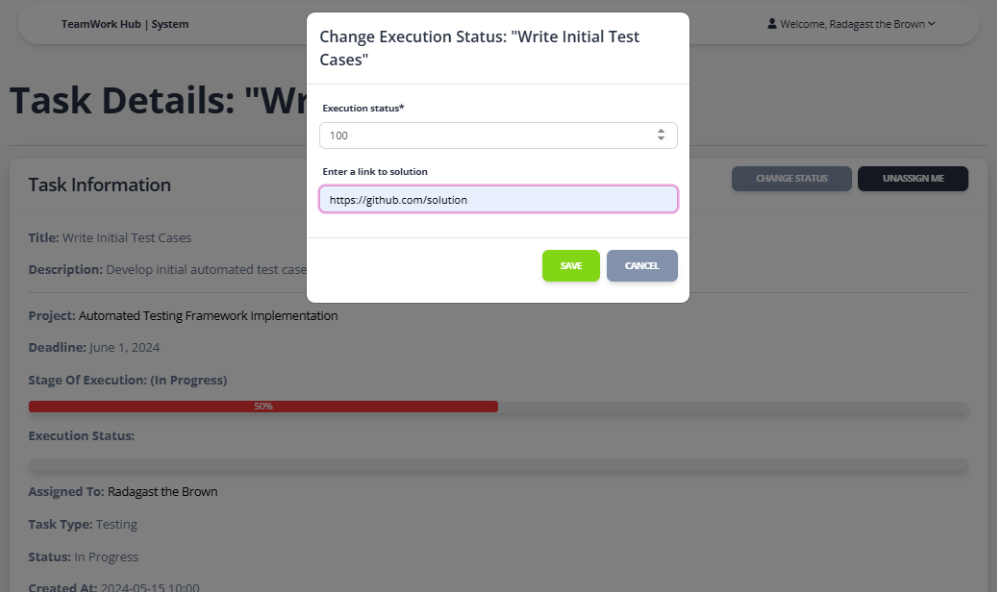 TeamWork Hub | System
Welcome, Radagast the Brown
Task Details: "Wr
Change Execution Status: "Write Initial Test
Cases"
Execution status*
100
Enter a link to solution
https://github.com/solution
SAVE
CANCEL
Task Information
CHANGE STATUS
UNASSIGN ME
Title: Write Initial Test Cases
Description: Develop initial automated test case
Project: Automated Testing Framework Implementation
Deadline: June 1, 2024
Stage Of Execution: (In Progress)
50%
Execution Status:
Assigned To: Radagast the Brown
Task Type: Testing
Status: In Progress
Created At: 2024-05-15 10:00